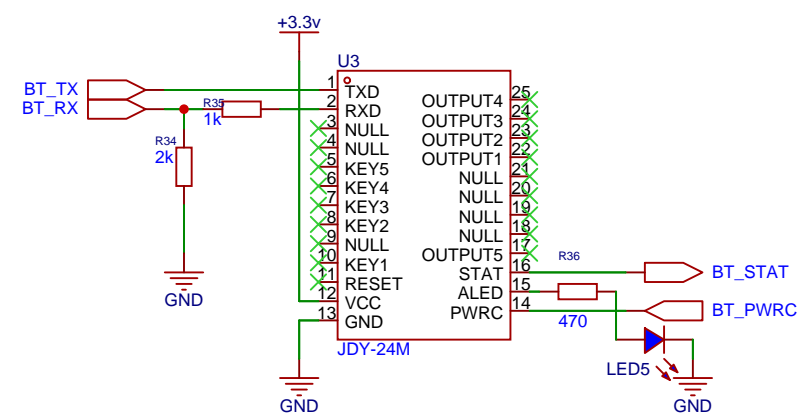 +3.3v
U3
BT_TX
BT_RX
R35
1k
R34
2k
GND
1 TXD
2 RXD
3 NULL
4 NULL
5 KEY5
6 KEY4
7 KEY3
8 KEY2
9 NULL
10 KEY1
11 RESET
12 VCC
13 GND
OUTPUT4 25
OUTPUT3 24
OUTPUT2 23
OUTPUT1 22
NULL 21
NULL 20
NULL 19
NULL 18
OUTPUT5 17
STAT 16
ALED 15
PWRC 14
JDY-24M
R36
470
BT_STAT
BT_PWRC
LED5
GND
GND